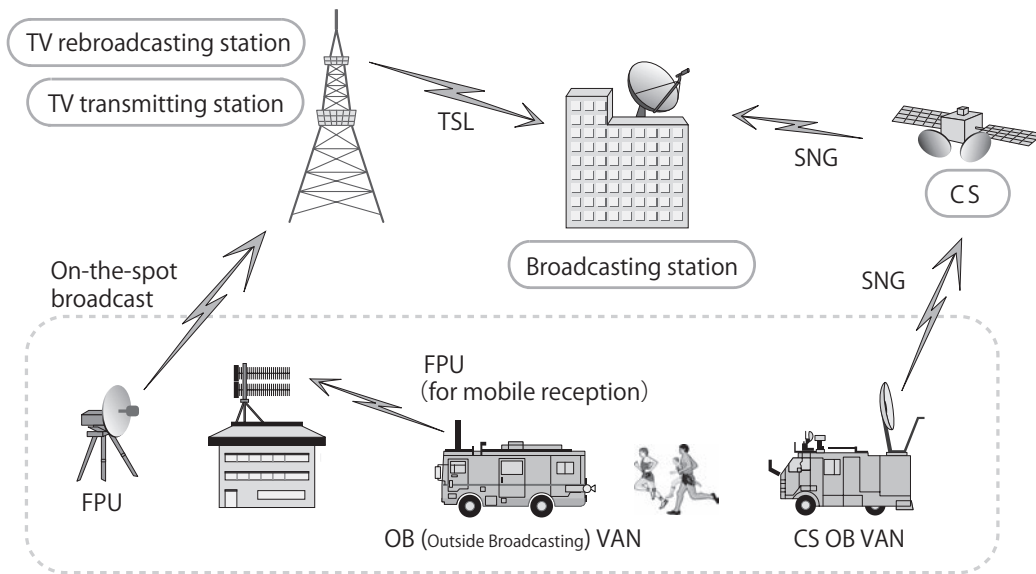 TV rebroadcasting station
TV transmitting station
TSL
SNG
CS
Broadcasting station
On-the-spot
broadcast
SNG
FPU
(for mobile reception)
FPU
OB (Outside Broadcasting) VAN
CS OB VAN